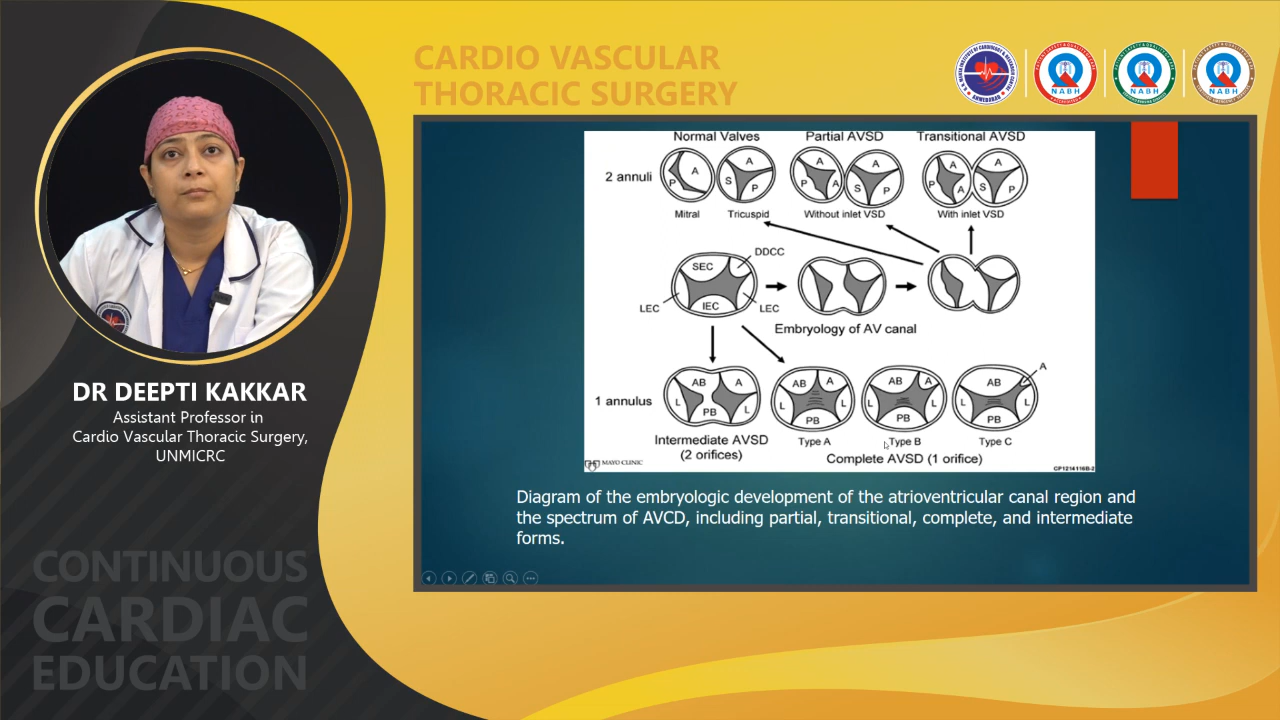 CARDIO VASCULAR
THORACIC SURGERY
NABH
NABH
NABH
DR DEEPTI KAKKAR
Assistant Professor in
Cardio Vascular Thoracic Surgery,
UNMICRC
CONTINUOUS
CARDIAC
EDUCATION
Normal Valves Partial AVSD Transitional AVSD
2 annuli
P A S A P A P A S A P P A A S A P
Mitral Tricuspid Without inlet VSD With inlet VSD
DDCC
SEC
LEC IEC LEC
Embryology of AV canal
A
1 annulus
AB A L PB L AB A L PB L AB A L PB L AB L PB L
Intermediate AVSD
(2 orifices)
Type A Type B Type C
Complete AVSD (1 orifice)
MAYO CLINIC
CP1214116B-2
Diagram of the embryologic development of the atrioventricular canal region and
the spectrum of AVCD, including partial, transitional, complete, and intermediate
forms.